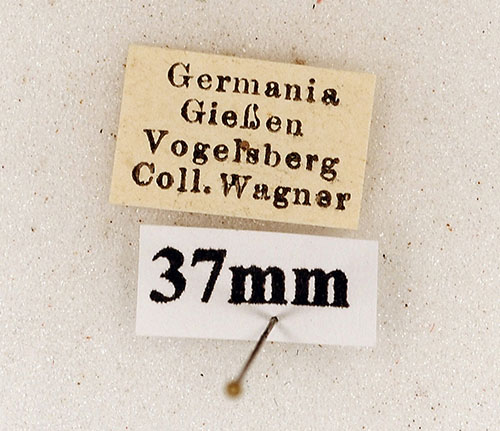 Germania
Gießen
Vogelsberg
Coll. Wagner
37mm